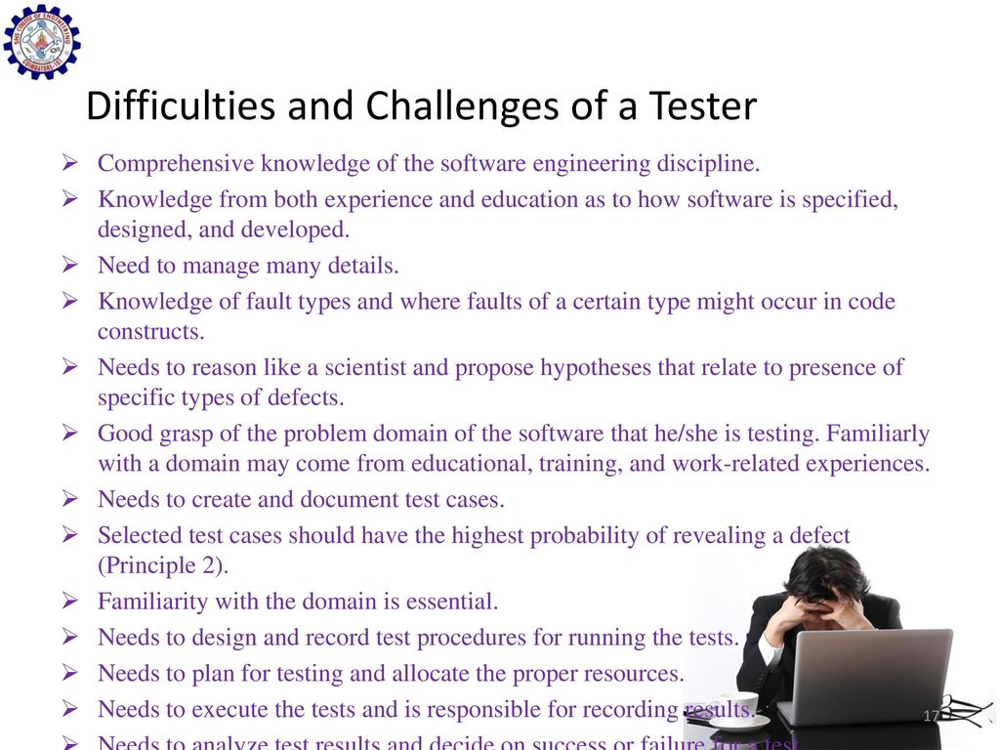 SNS COLLEGE OF ENGINEERING
COIMBATORE-107
Difficulties and Challenges of a Tester
➢ Comprehensive knowledge of the software engineering discipline.
➢ Knowledge from both experience and education as to how software is specified,
designed, and developed.
➢ Need to manage many details.
➢ Knowledge of fault types and where faults of a certain type might occur in code
constructs.
➢ Needs to reason like a scientist and propose hypotheses that relate to presence of
specific types of defects.
➢ Good grasp of the problem domain of the software that he/she is testing. Familiarly
with a domain may come from educational, training, and work-related experiences.
➢ Needs to create and document test cases.
➢ Selected test cases should have the highest probability of revealing a defect
(Principle 2).
➢ Familiarity with the domain is essential.
➢ Needs to design and record test procedures for running the tests.
➢ Needs to plan for testing and allocate the proper resources.
➢ Needs to execute the tests and is responsible for recording results.
17
➢ Needs to analyze test results and decide on success or failure for a test.